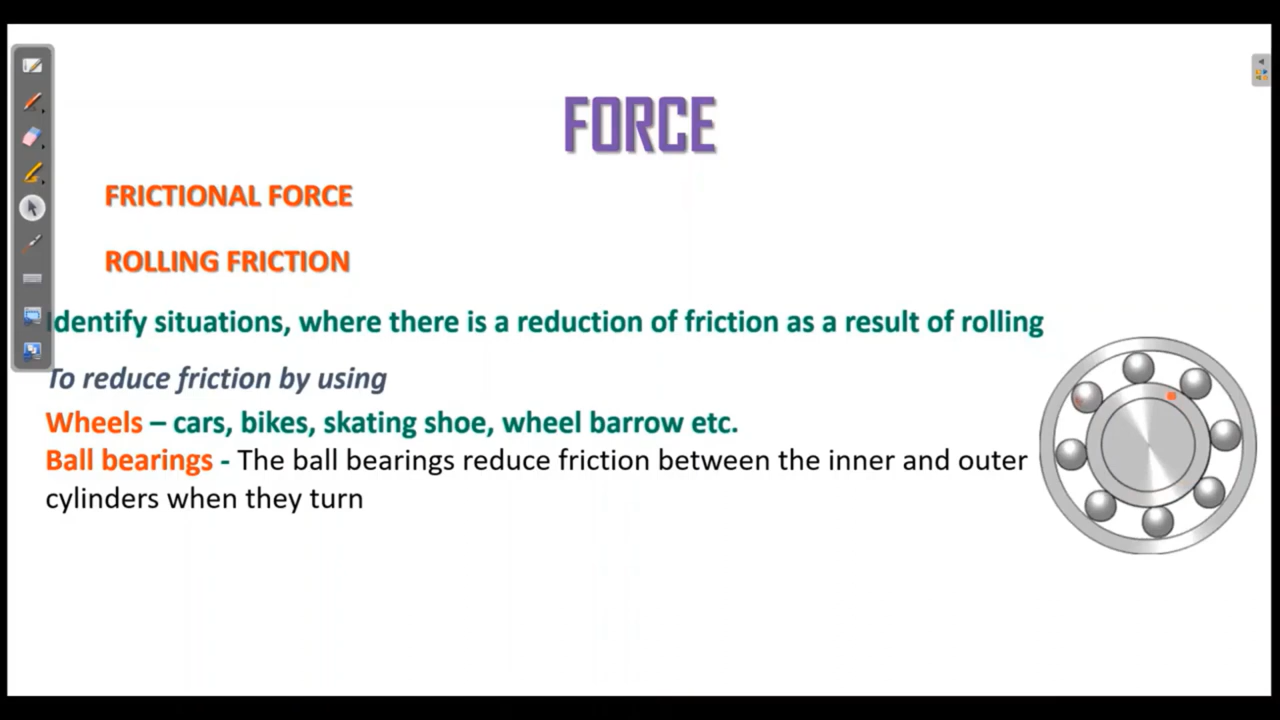 FORCE
FRICTIONAL FORCE
ROLLING FRICTION
Identify situations, where there is a reduction of friction as a result of rolling
To reduce friction by using
Wheels – cars, bikes, skating shoe, wheel barrow etc.
Ball bearings - The ball bearings reduce friction between the inner and outer
cylinders when they turn